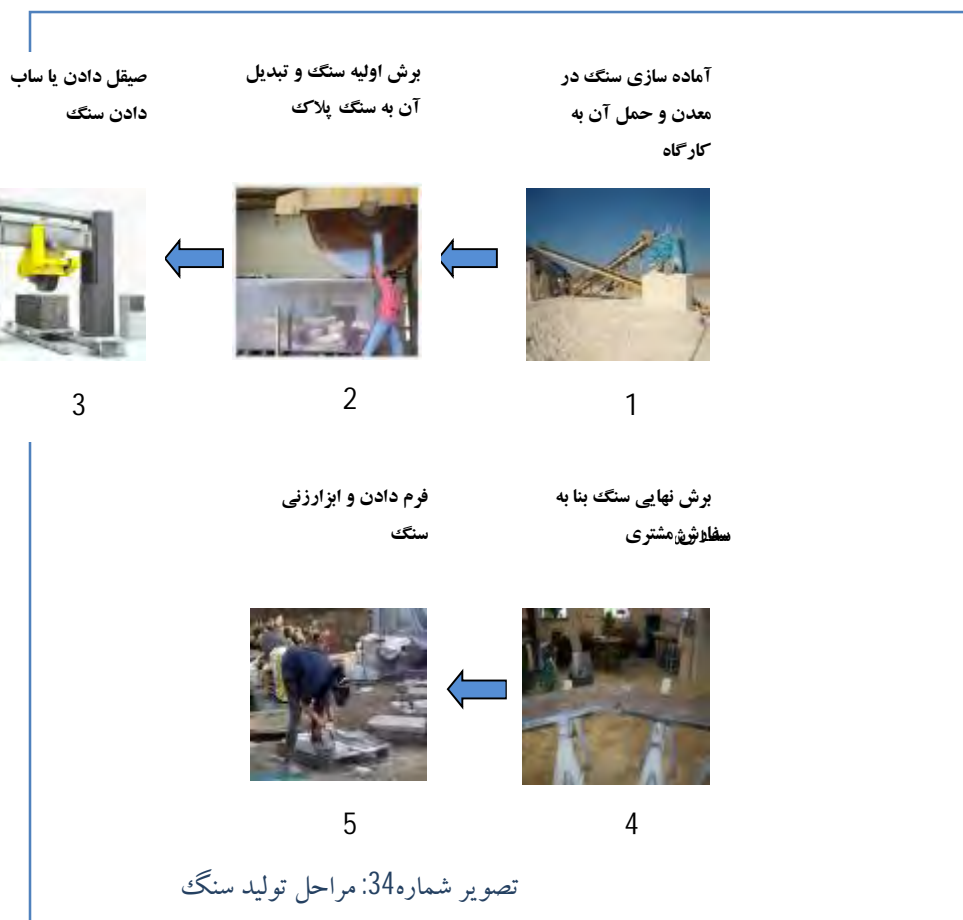 آماده سازی سنگ در
معدن و حمل آن به
کارگاه
برش اولیه سنگ و تبدیل
آن به سنگ پلاک
صیقل دادن یا ساب
دادن سنگ
1
2
3
برش نهایی سنگ بنا به
سفارش مشتری
فرم دادن و ابزارزنی
سنگ
4
5
تصویر شماره34: مراحل تولید سنگ